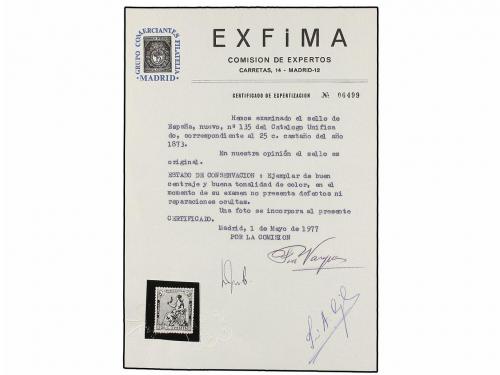 GRUPO COMERCIANTES FILATELIA
MADRID
EXFiMA
COMISION DE EXPERTOS
CARRETAS, 14 - MADRID-12
CERTIFICADO DE EXPERTIZACION Nº 06499
Hemos examinado el sello de
España, nuevo, nº 135 del Catalogo Unifica
do, correspondiente al 25 c. castaño del año
1873.
En nuestra opinión el sello es
original.
ESTADO DE CONSERVACION : Ejemplar de buen
centraje y buena tonalidad de color, en el
momento de su examen no presenta defectos ni
reparaciones ocultas.
Una foto se incorpora al presente
CERTIFICADO.
Madrid, 1 de Mayo de 1977
POR LA COMISION